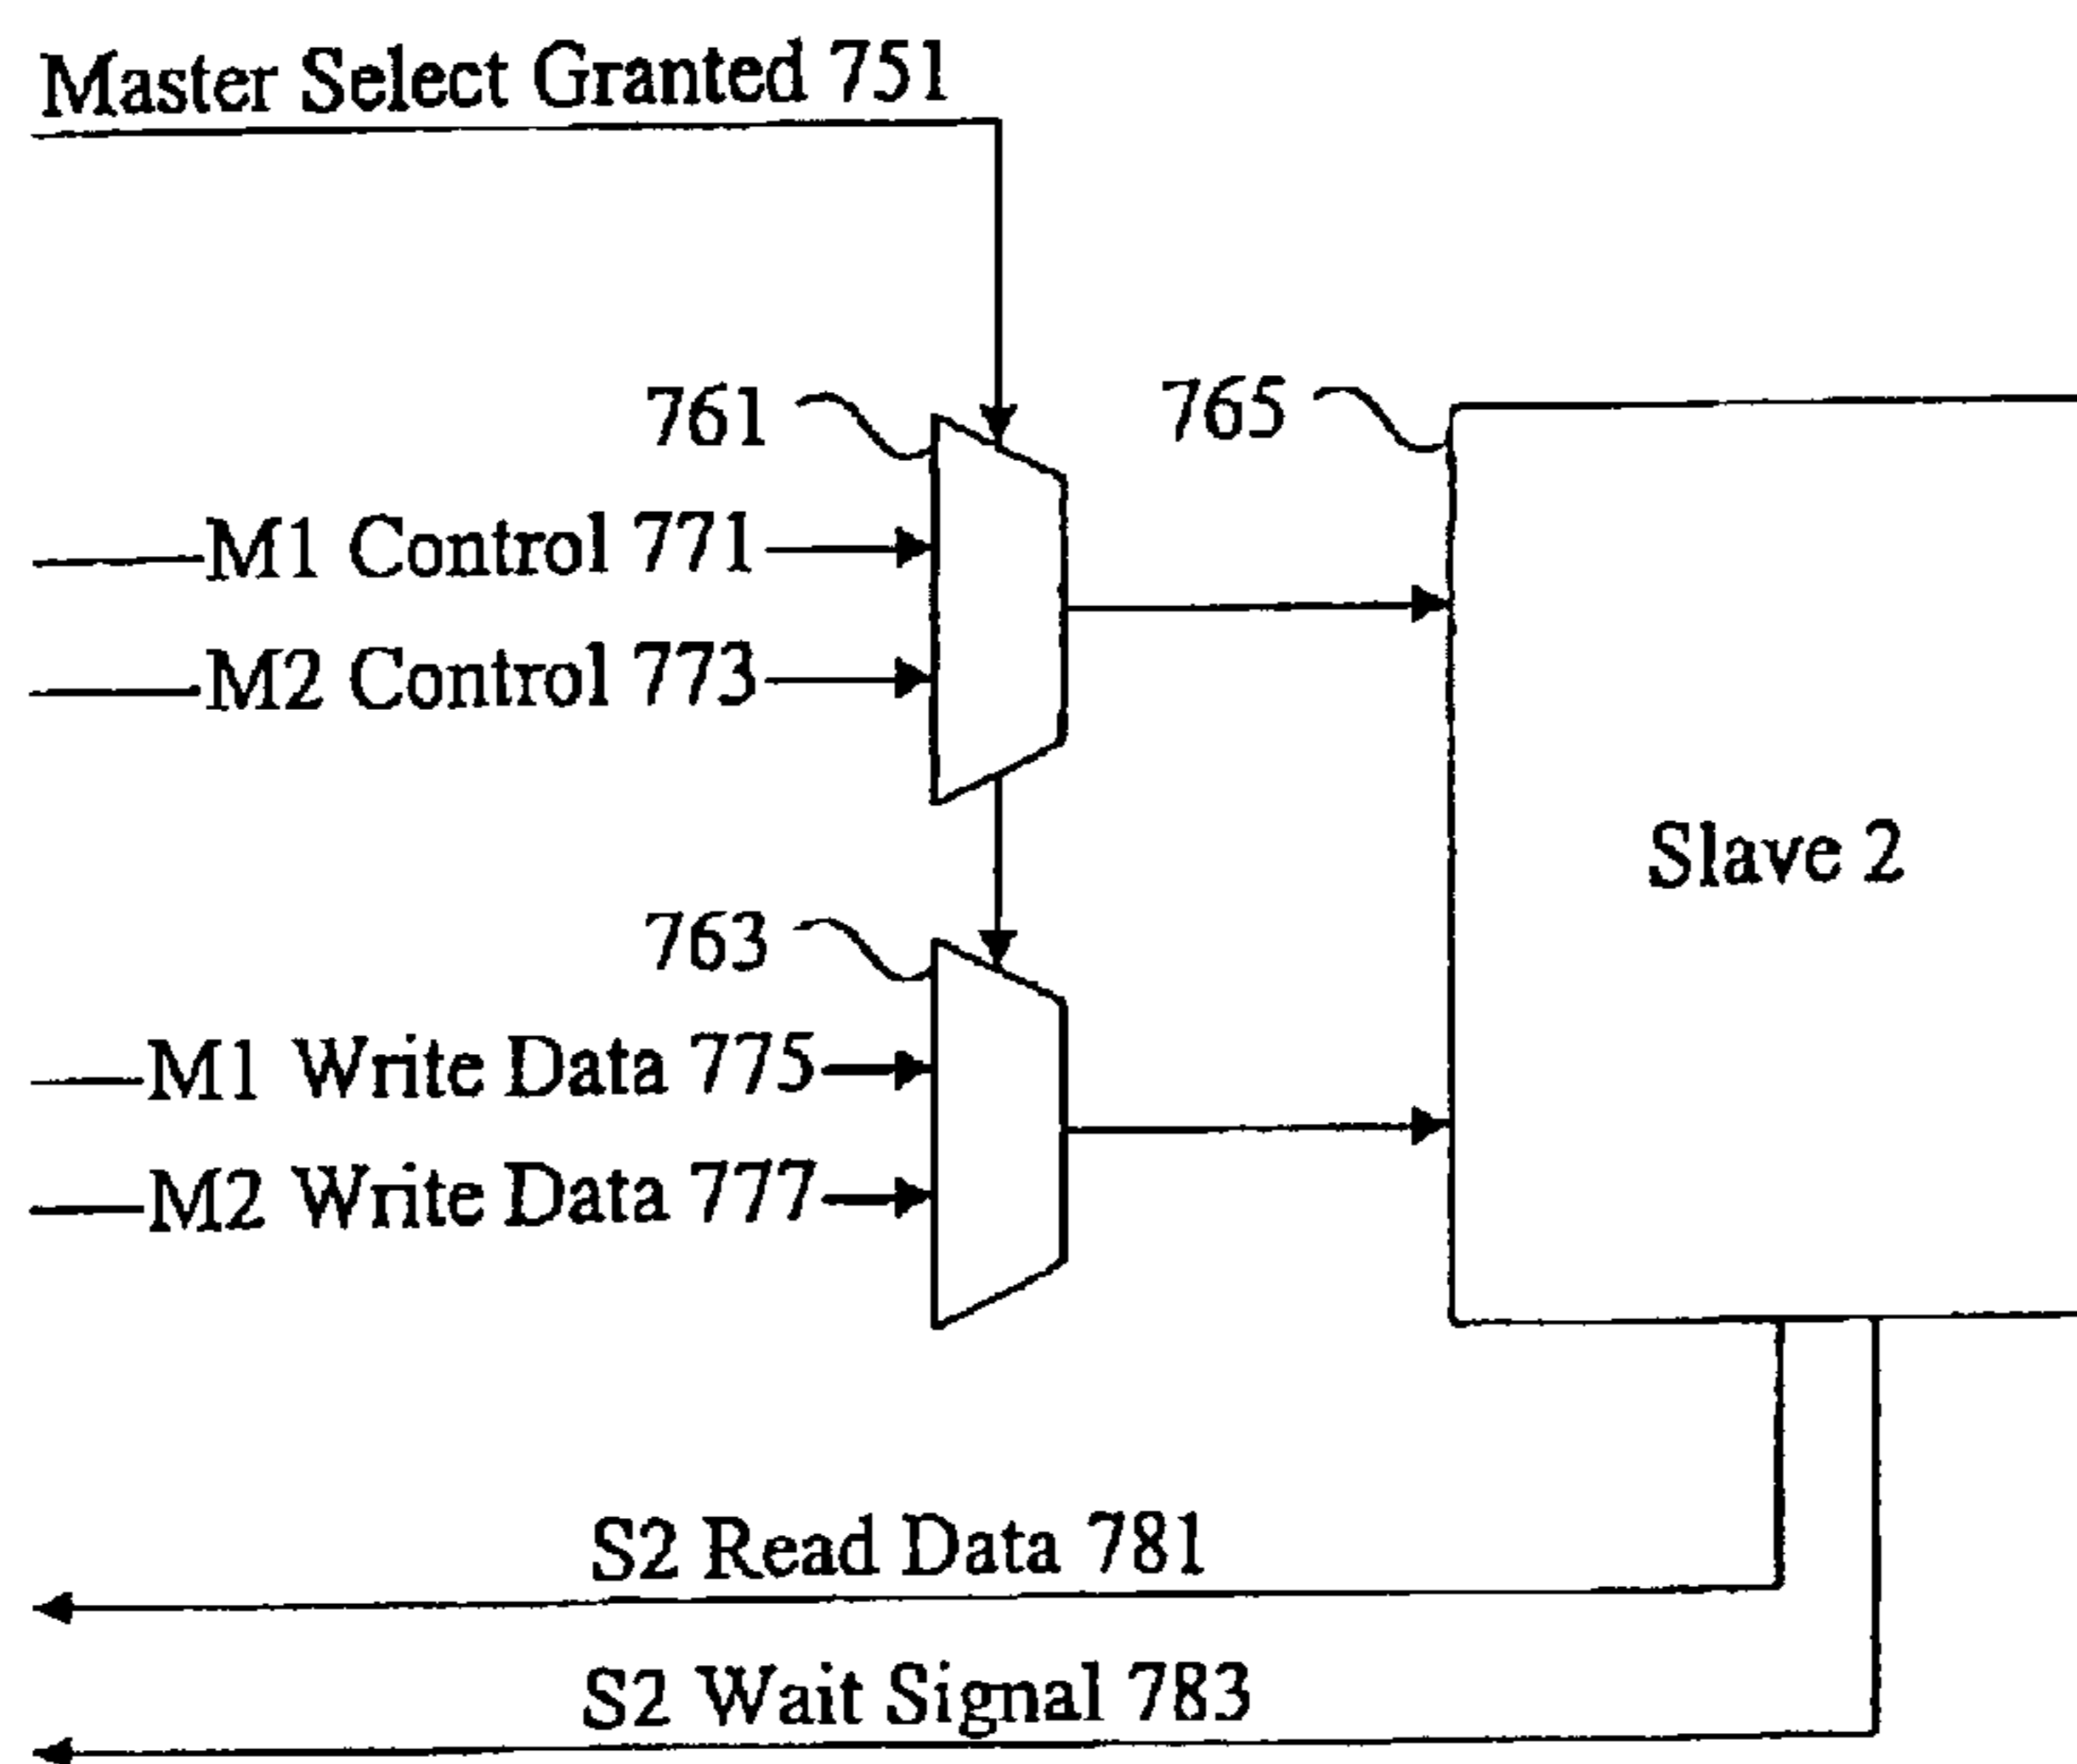 Master Select Granted 751
761
765
M1 Control 771
M2 Control 773
Slave 2
763
M1 Write Data 775
M2 Write Data 777
S2 Read Data 781
S2 Wait Signal 783